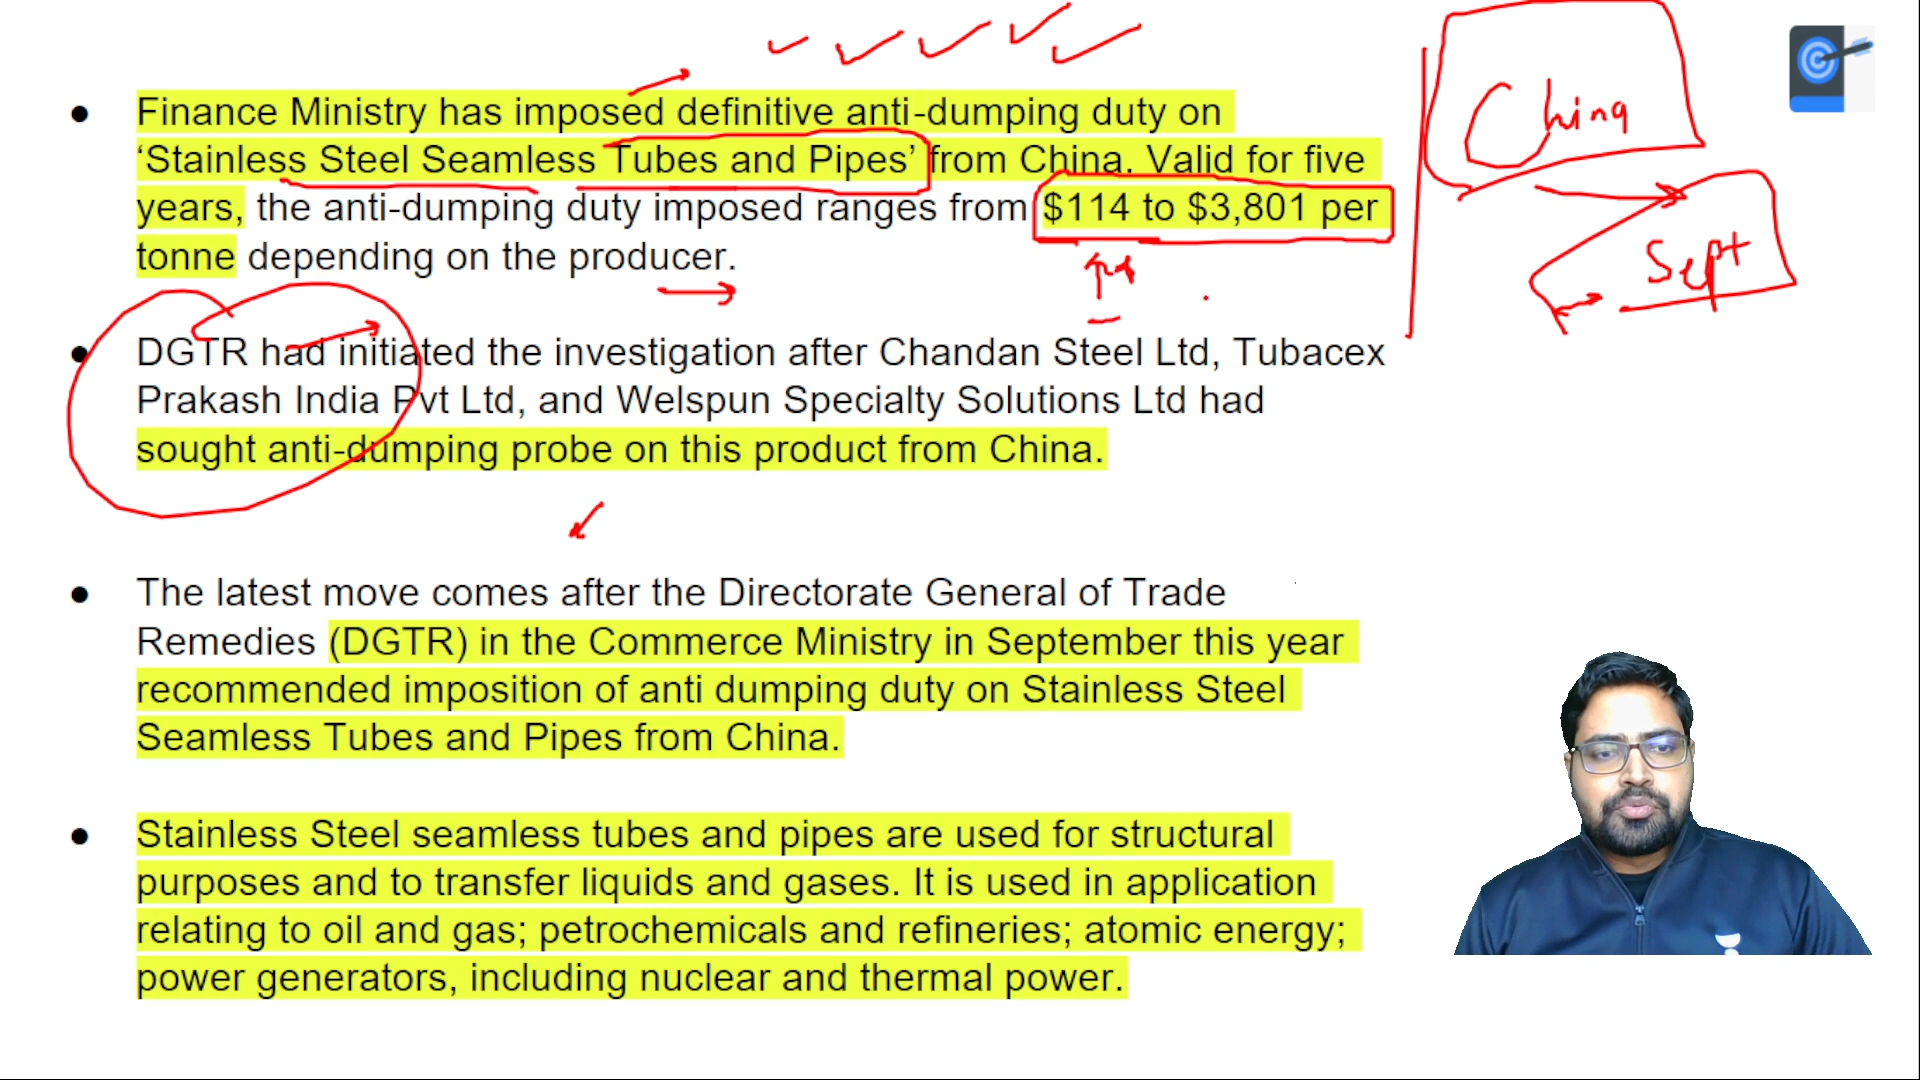 Finance Ministry has imposed definitive anti-dumping duty on
‘Stainless Steel Seamless Tubes and Pipes’ from China. Valid for five
years, the anti-dumping duty imposed ranges from $114 to $3,801 per
tonne depending on the producer.
China
Sept
DGTR had initiated the investigation after Chandan Steel Ltd, Tubacex
Prakash India Pvt Ltd, and Welspun Specialty Solutions Ltd had
sought anti-dumping probe on this product from China.
The latest move comes after the Directorate General of Trade
Remedies (DGTR) in the Commerce Ministry in September this year
recommended imposition of anti dumping duty on Stainless Steel
Seamless Tubes and Pipes from China.
Stainless Steel seamless tubes and pipes are used for structural
purposes and to transfer liquids and gases. It is used in application
relating to oil and gas; petrochemicals and refineries; atomic energy;
power generators, including nuclear and thermal power.